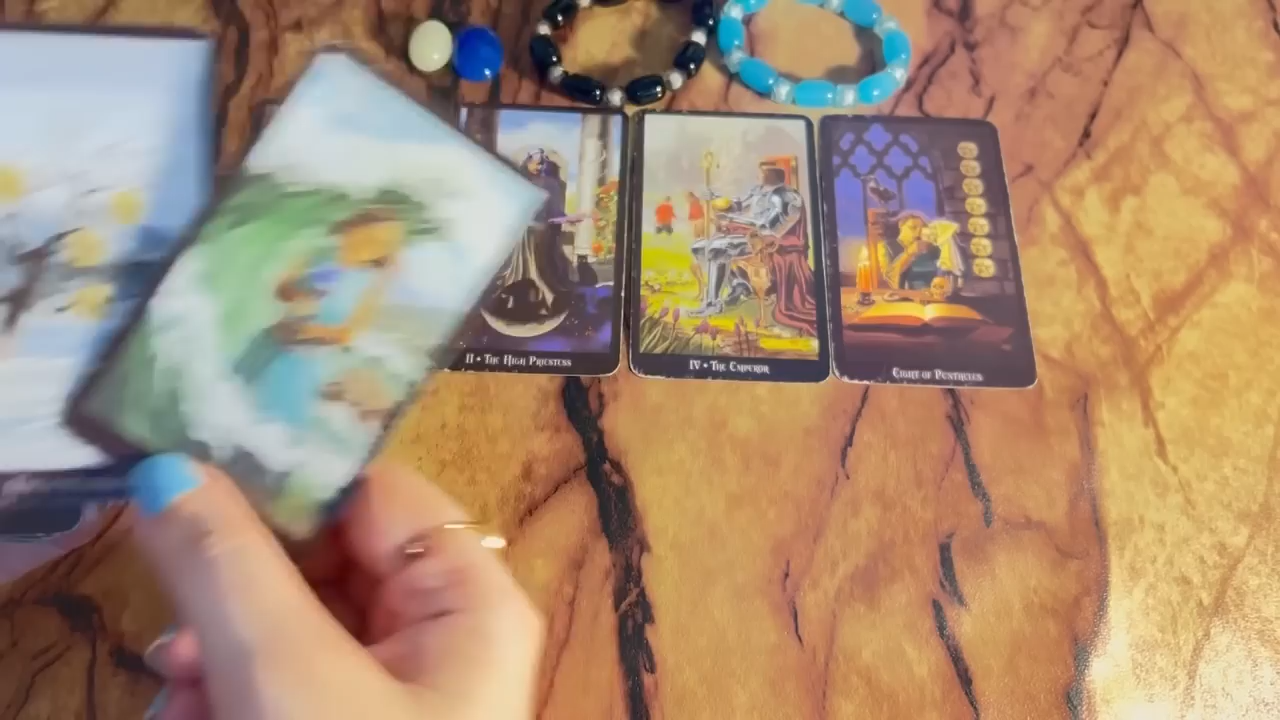 II • The High Priestess
IV • The Emperor
Eight of Pentacles